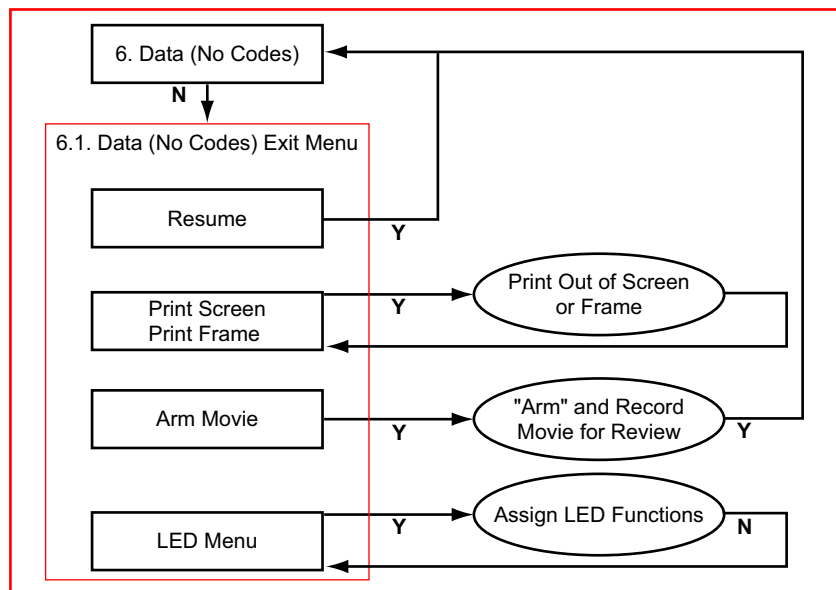 6. Data (No Codes)
N
6.1. Data (No Codes) Exit Menu
Resume
Y
Print Screen
Print Frame
Y
Print Out of Screen
or Frame
Arm Movie
Y
"Arm" and Record
Movie for Review
Y
LED Menu
Y
Assign LED Functions
N